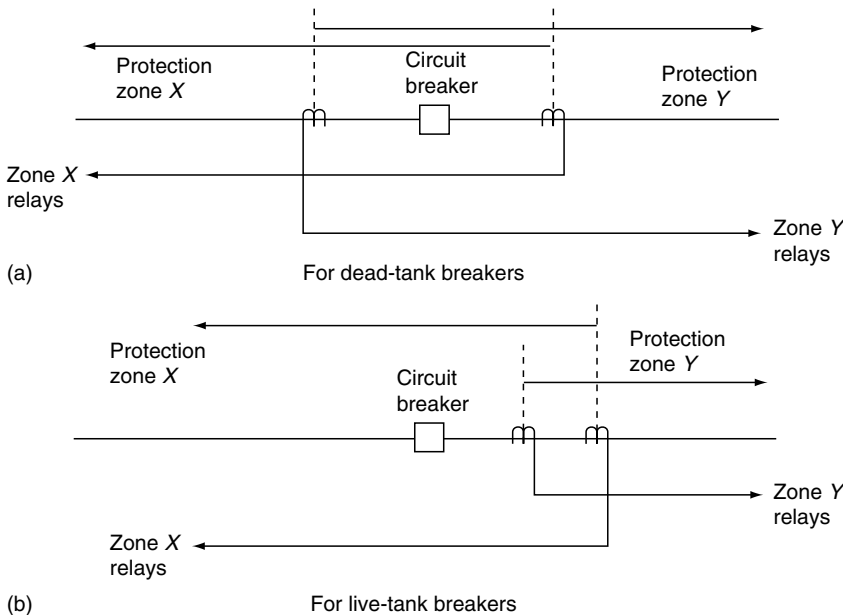 Protection
zone X
Circuit
breaker
Protection
zone Y
Zone X
relays
Zone Y
relays
(a)
For dead-tank breakers
Protection
zone X
Protection
zone Y
Circuit
breaker
Zone Y
relays
Zone X
relays
(b)
For live-tank breakers